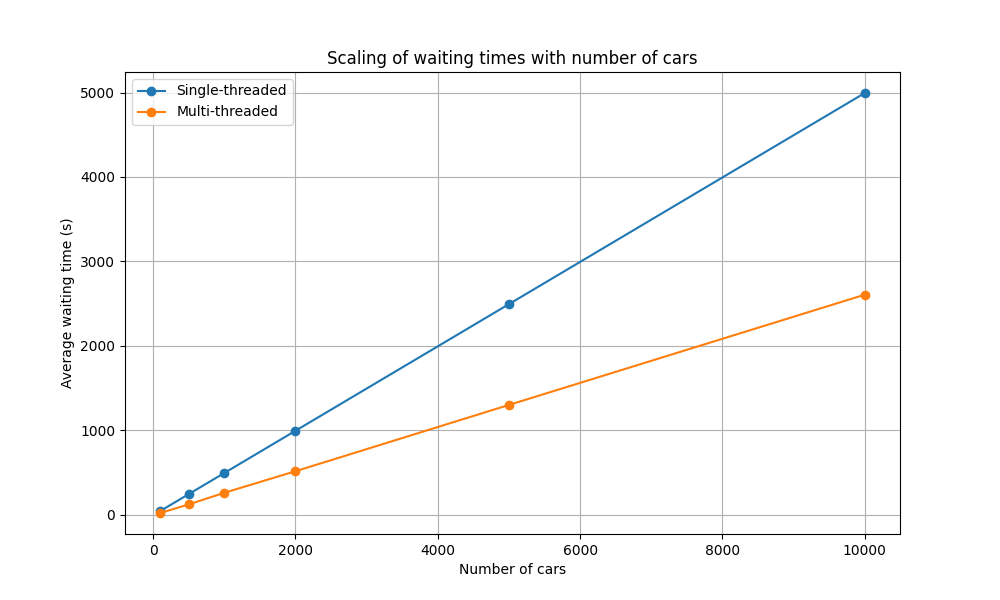 Scaling of waiting times with number of cars
Single-threaded
Multi-threaded
5000
4000
3000
2000
1000
0
Average waiting time (s)
0 2000 4000 6000 8000 10000
Number of cars